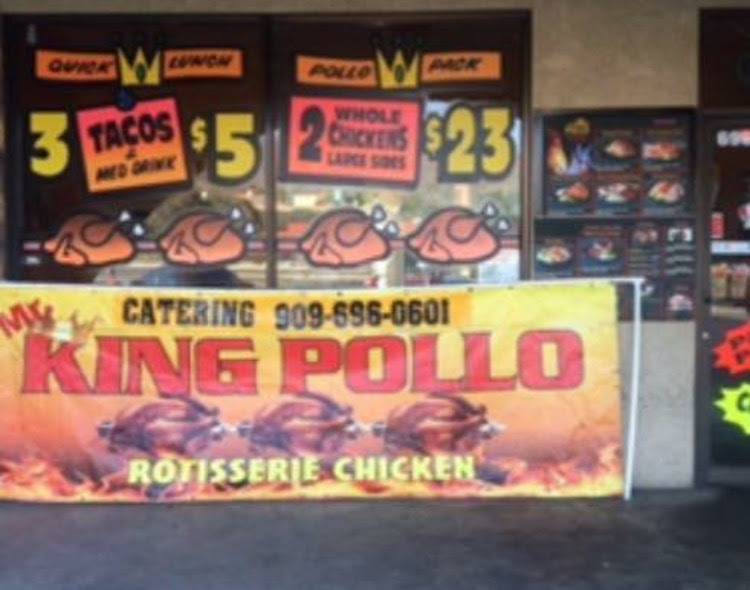 QUICK LUNCH
3 TACOS $5
& MED DRINK
POLLO PACK
2 WHOLE CHICKENS $23
LARGE SIDES
CATERING 909-696-0601
MR.
KING POLLO
ROTISSERIE CHICKEN